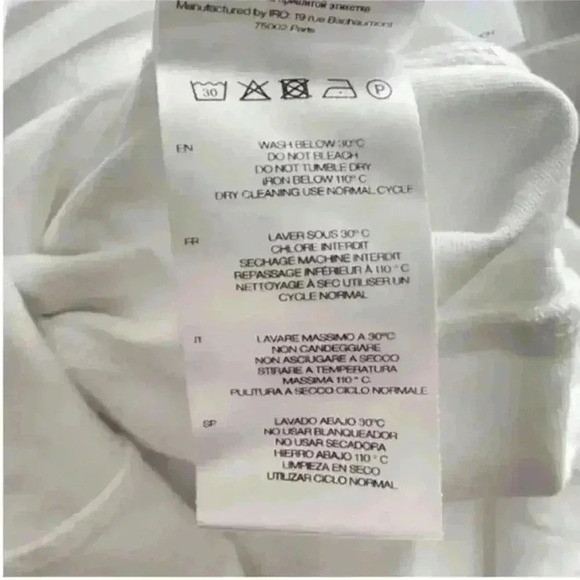 пришитой этикетке
Manufactured by IRO: 19 rue Bachaumont
75002 Paris
30 P
EN
WASH BELOW 30°C
DO NOT BLEACH
DO NOT TUMBLE DRY
IRON BELOW 110° C
DRY CLEANING USE NORMAL CYCLE
FR
LAVER SOUS 30° C
CHLORE INTERDIT
SECHAGE MACHINE INTERDIT
REPASSAGE INFÉRIEUR À 110 °C
NETTOYAGE À SEC UTILISER UN
CYCLE NORMAL
IT
LAVARE MASSIMO A 30°C
NON CANDEGGIARE
NON ASCIUGARE A SECCO
STIRARE A TEMPERATURA
MASSIMA 110° C
PULITURA A SECCO CICLO NORMALE
SP
LAVADO ABAJO 30°C
NO USAR BLANQUEADOR
NO USAR SECADORA
HIERRO ABAJO 110° C
LIMPIEZA EN SECO
UTILIZAR CICLO NORMAL